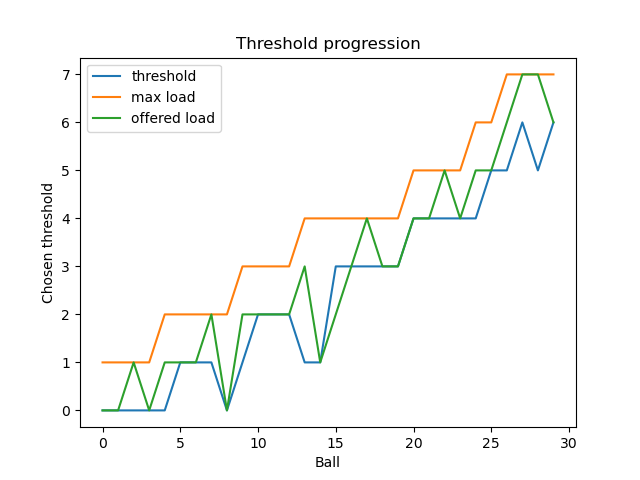 Threshold progression
threshold
max load
offered load
Chosen threshold
7
6
5
4
3
2
1
0
0 5 10 15 20 25 30
Ball